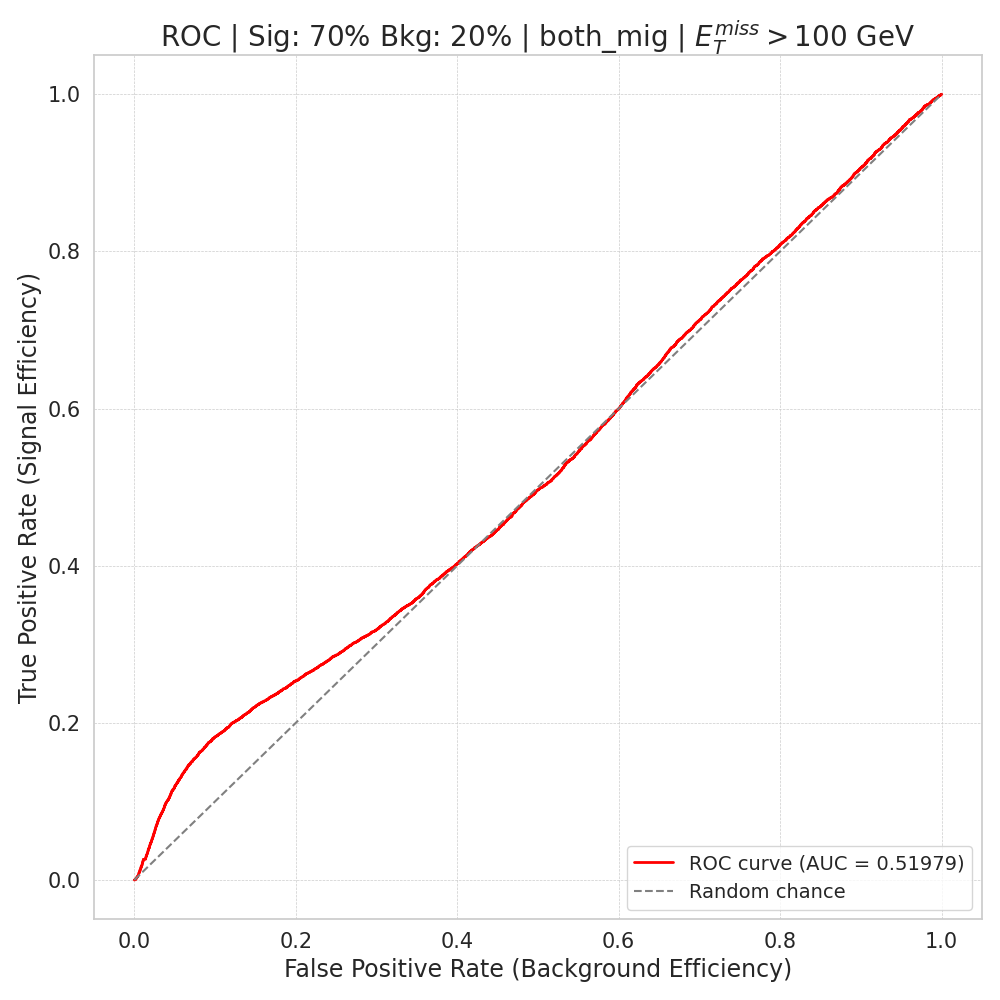 ROC | Sig: 70% Bkg: 20% | both_mig | $E_T^{miss} > 100$ GeV
1.0
0.8
0.6
0.4
0.2
0.0
True Positive Rate (Signal Efficiency)
ROC curve (AUC = 0.51979)
Random chance
0.0 0.2 0.4 0.6 0.8 1.0
False Positive Rate (Background Efficiency)